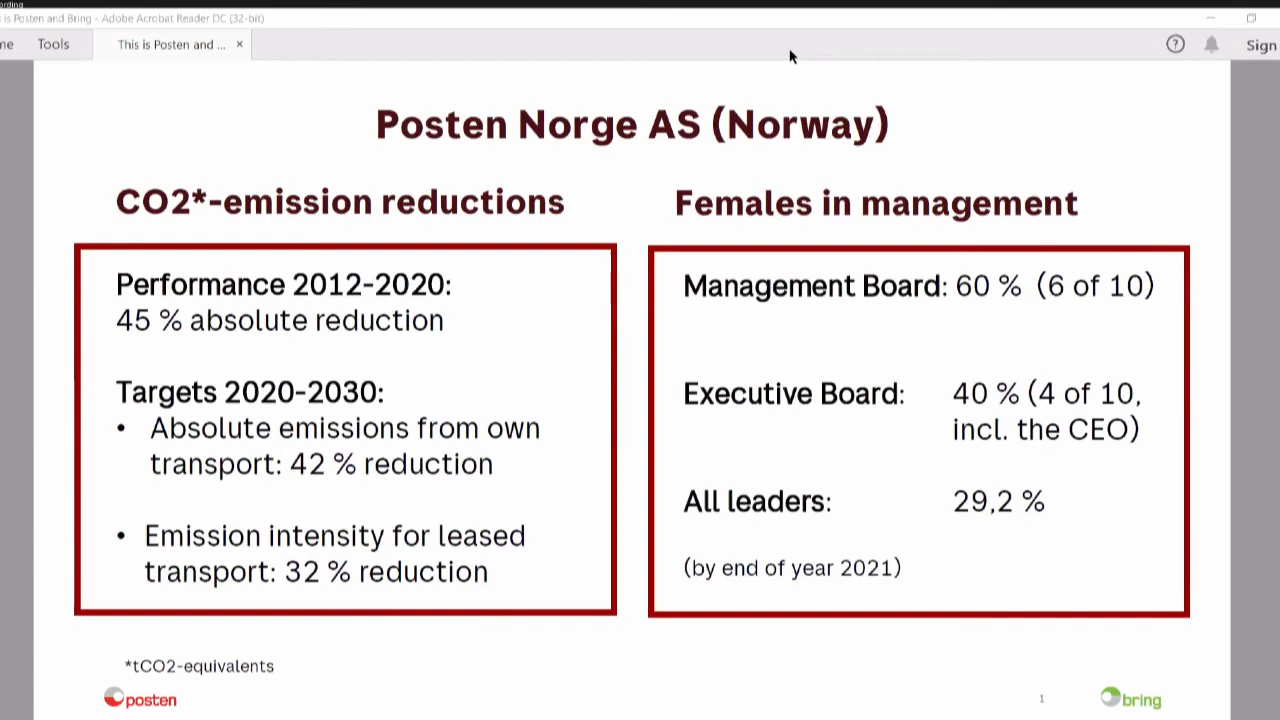 ording
s is Posten and Bring - Adobe Acrobat Reader DC (32-bit)
me Tools This is Posten and ... × Sign
Posten Norge AS (Norway)
CO2*-emission reductions
Performance 2012-2020:
45 % absolute reduction
Targets 2020-2030:
• Absolute emissions from own
transport: 42 % reduction
• Emission intensity for leased
transport: 32 % reduction
Females in management
Management Board: 60 % (6 of 10)
Executive Board: 40 % (4 of 10,
incl. the CEO)
All leaders: 29,2 %
(by end of year 2021)
*tCO2-equivalents
posten
1
bring